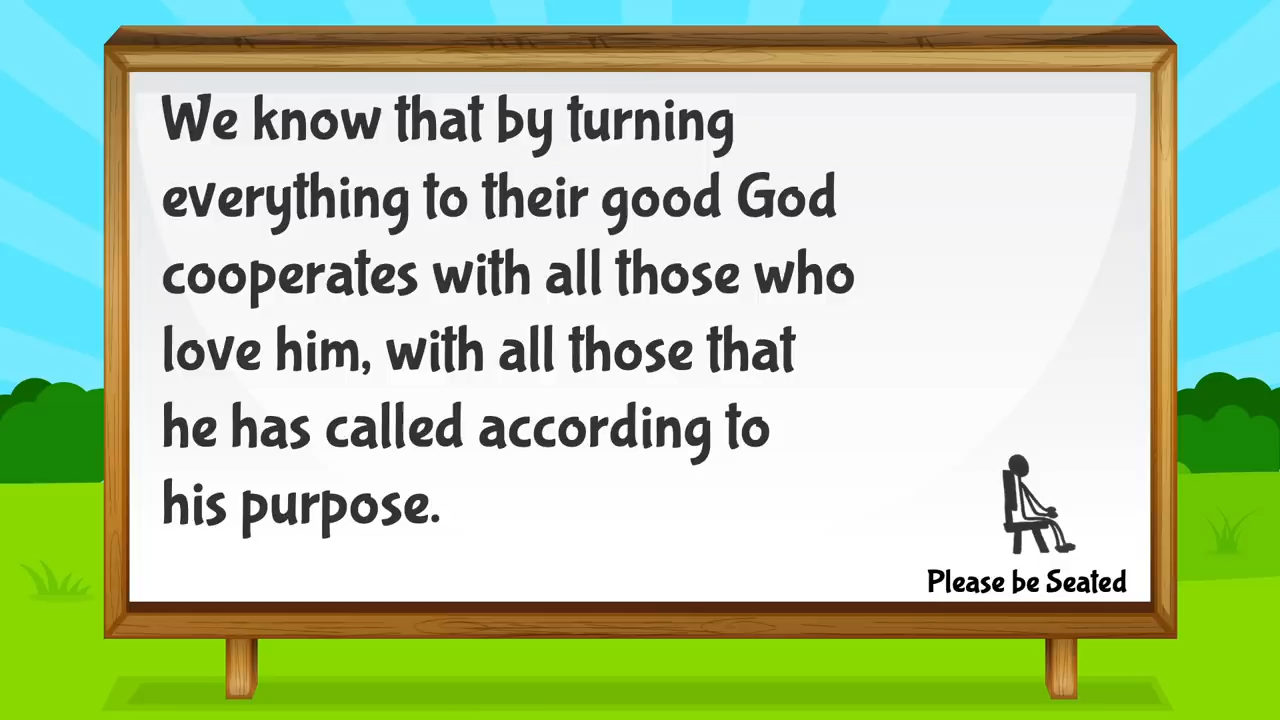 We know that by turning
everything to their good God
cooperates with all those who
love him, with all those that
he has called according to
his purpose.
Please be Seated